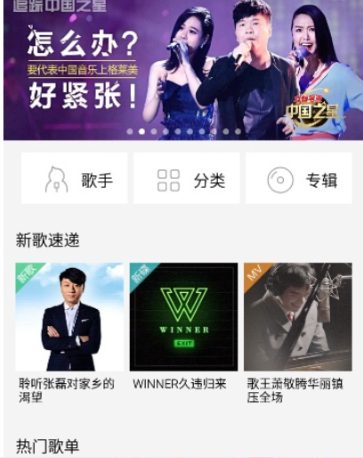 追踪中国之星
怎么办?
要代表中国音乐上格莱美
好紧张!
中国之星
歌手
分类
专辑
新歌速递
新歌
新碟
MV
WINNER
EXIT
聆听张磊对家乡的
渴望
WINNER久违归来
歌王萧敬腾华丽镇
压全场
热门歌单